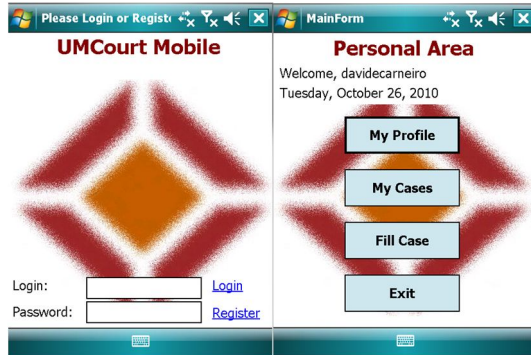 Please Login or Registe
UMCourt Mobile
Login:
Login
Password:
Register
MainForm
Personal Area
Welcome, davidecarneiro
Tuesday, October 26, 2010
My Profile
My Cases
Fill Case
Exit